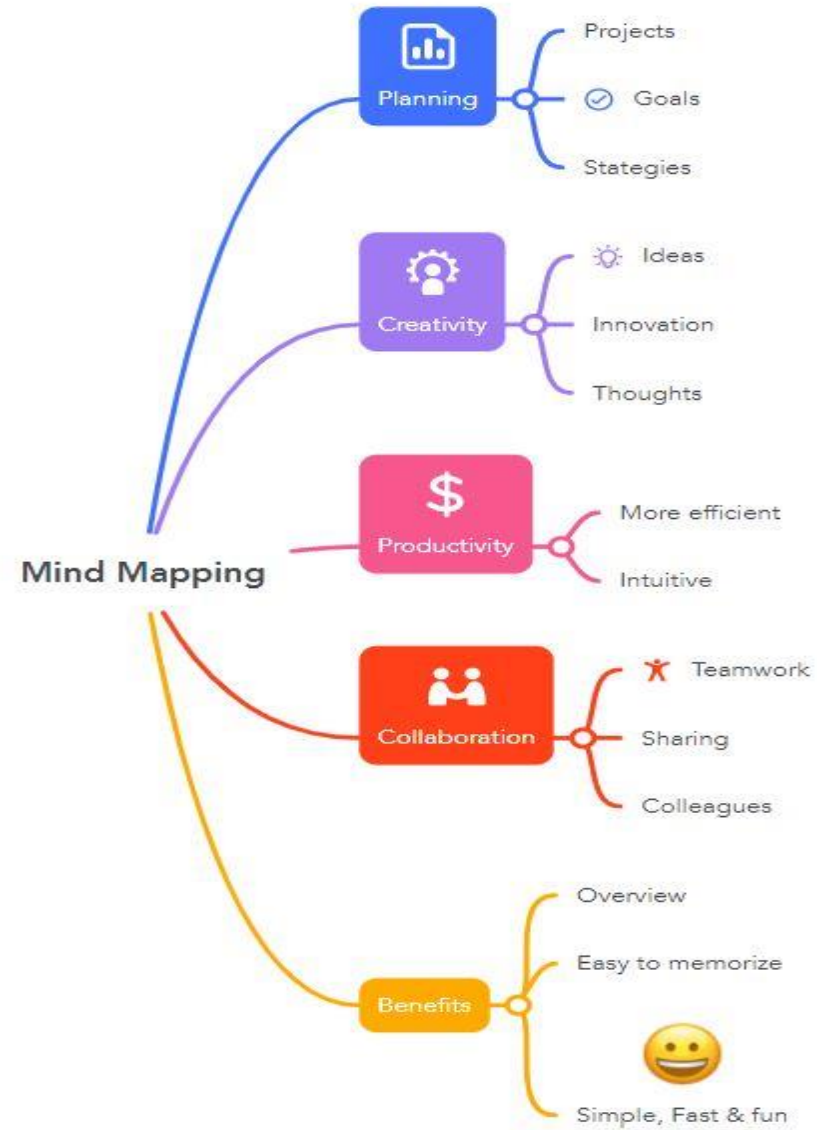 Mind Mapping
Planning
Projects
Goals
Stategies
Creativity
Ideas
Innovation
Thoughts
Productivity
More efficient
Intuitive
Collaboration
Teamwork
Sharing
Colleagues
Benefits
Overview
Easy to memorize
Simple, Fast & fun